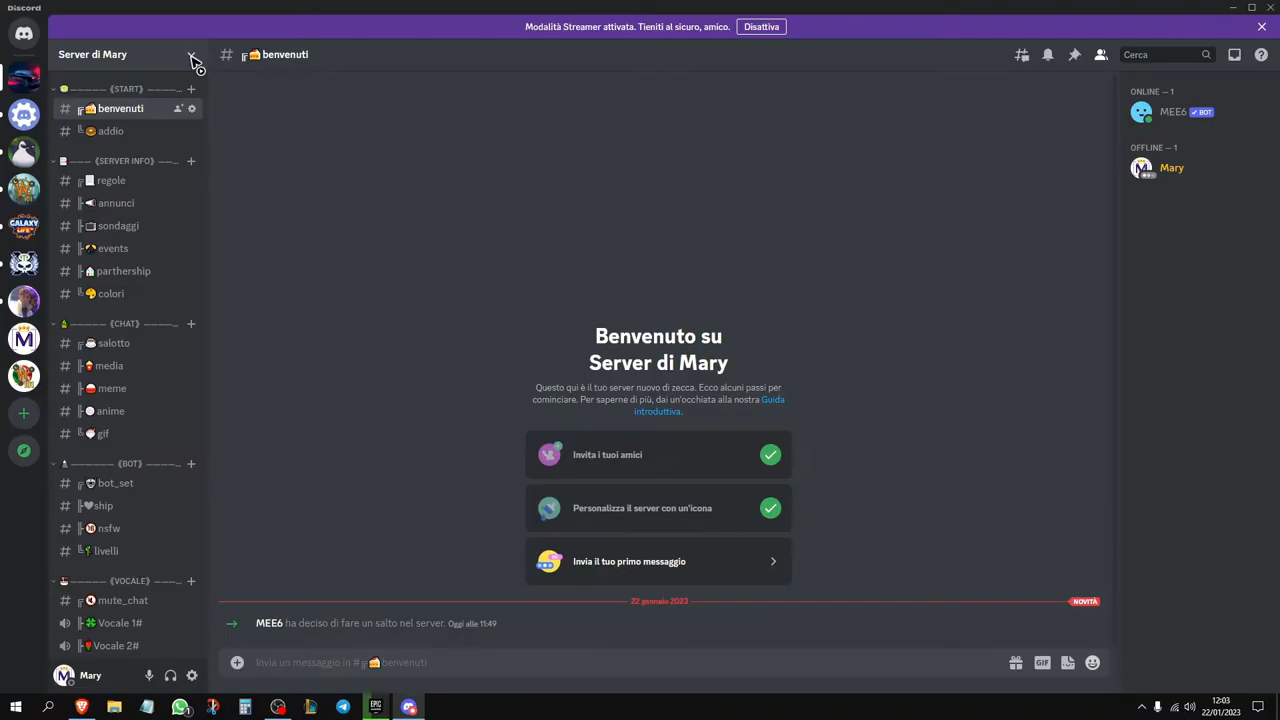 Discord
Modalità Streamer attivata. Tieniti al sicuro, amico. Disattiva
Server di Mary
benvenuti
Cerca
————— 《START》 ——...
benvenuti
addio
——— 《SERVER INFO》 ——...
regole
annunci
sondaggi
events
parthership
colori
————— 《CHAT》 ————...
salotto
media
meme
anime
gif
————— 《BOT》 ————...
bot_set
ship
nsfw
livelli
———— 《VOCALE》 ———...
mute_chat
Vocale 1#
Vocale 2#
Mary
GALAXY
LIFE
M
Benvenuto su
Server di Mary
Questo qui è il tuo server nuovo di zecca. Ecco alcuni passi per
cominciare. Per saperne di più, dai un'occhiata alla nostra Guida
introduttiva.
Invita i tuoi amici
Personalizza il server con un'icona
Invia il tuo primo messaggio
22 gennaio 2023
NOVITÀ
MEE6 ha deciso di fare un salto nel server. Oggi alle 11:49
Invia un messaggio in # benvenuti
GIF
ONLINE — 1
MEE6 BOT
OFFLINE — 1
Mary
EPIC
12:03
22/01/2023